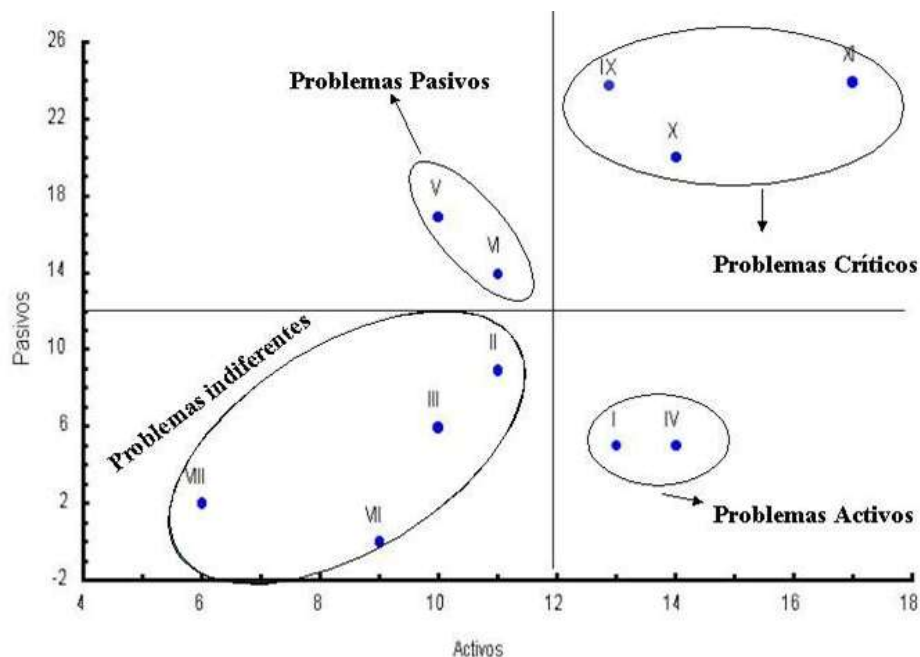 26
22
18
14
10
6
2
-2
Pasivos
Problemas Pasivos
IX
XI
X
V
VI
Problemas Críticos
Problemas indiferentes
II
III
I
IV
VIII
VII
Problemas Activos
4
6
8
10
12
14
16
18
Activos